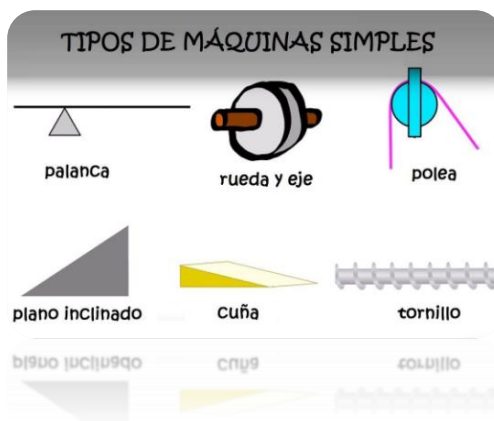 TIPOS DE MÁQUINAS SIMPLES
palanca
rueda y eje
polea
plano inclinado
cuña
tornillo